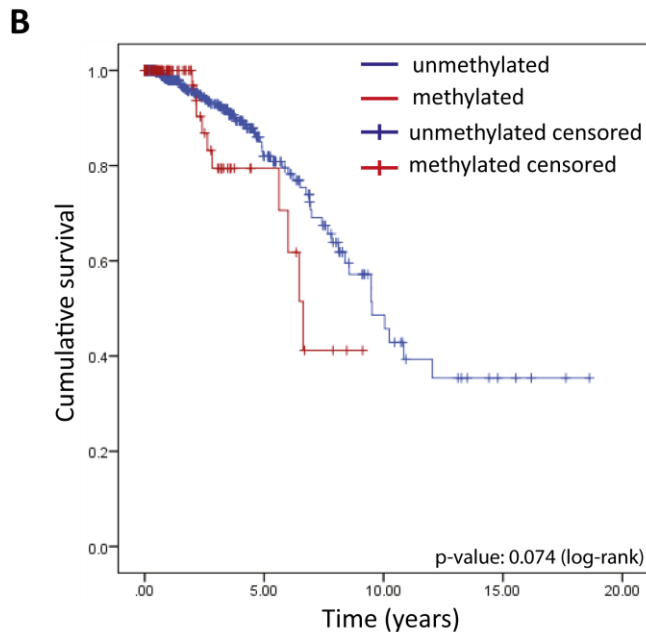 B
unmethylated
methylated
unmethylated censored
methylated censored
1.0
0.8
0.6
0.4
0.2
0.0
Cumulative survival
p-value: 0.074 (log-rank)
.00
5.00
10.00
15.00
20.00
Time (years)